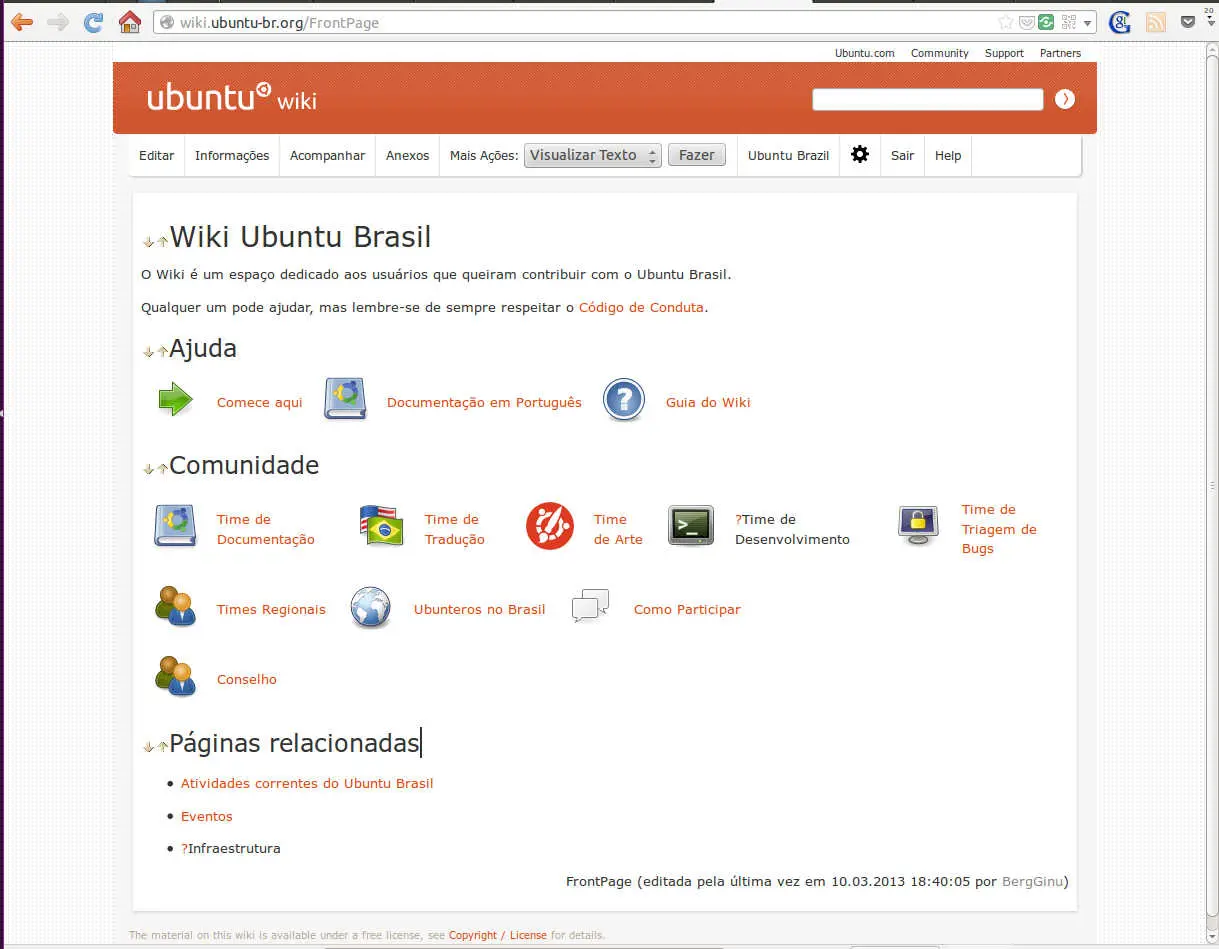 wiki.ubuntu-br.org/FrontPage
20
Ubuntu.com Community Support Partners
ubuntu wiki
Editar Informações Acompanhar Anexos Mais Ações: Visualizar Texto Fazer Ubuntu Brazil Sair Help
Wiki Ubuntu Brasil
O Wiki é um espaço dedicado aos usuários que queiram contribuir com o Ubuntu Brasil.
Qualquer um pode ajudar, mas lembre-se de sempre respeitar o Código de Conduta.
Ajuda
Comece aqui Documentação em Português ? Guia do Wiki
Comunidade
Time de
Documentação
Time de
Tradução
Time
de Arte
>_
?Time de
Desenvolvimento
Time de
Triagem de
Bugs
Times Regionais Ubunteros no Brasil Como Participar
Conselho
Páginas relacionadas
• Atividades correntes do Ubuntu Brasil
• Eventos
• ?Infraestrutura
FrontPage (editada pela última vez em 10.03.2013 18:40:05 por BergGinu)
The material on this wiki is available under a free license, see Copyright / License for details.